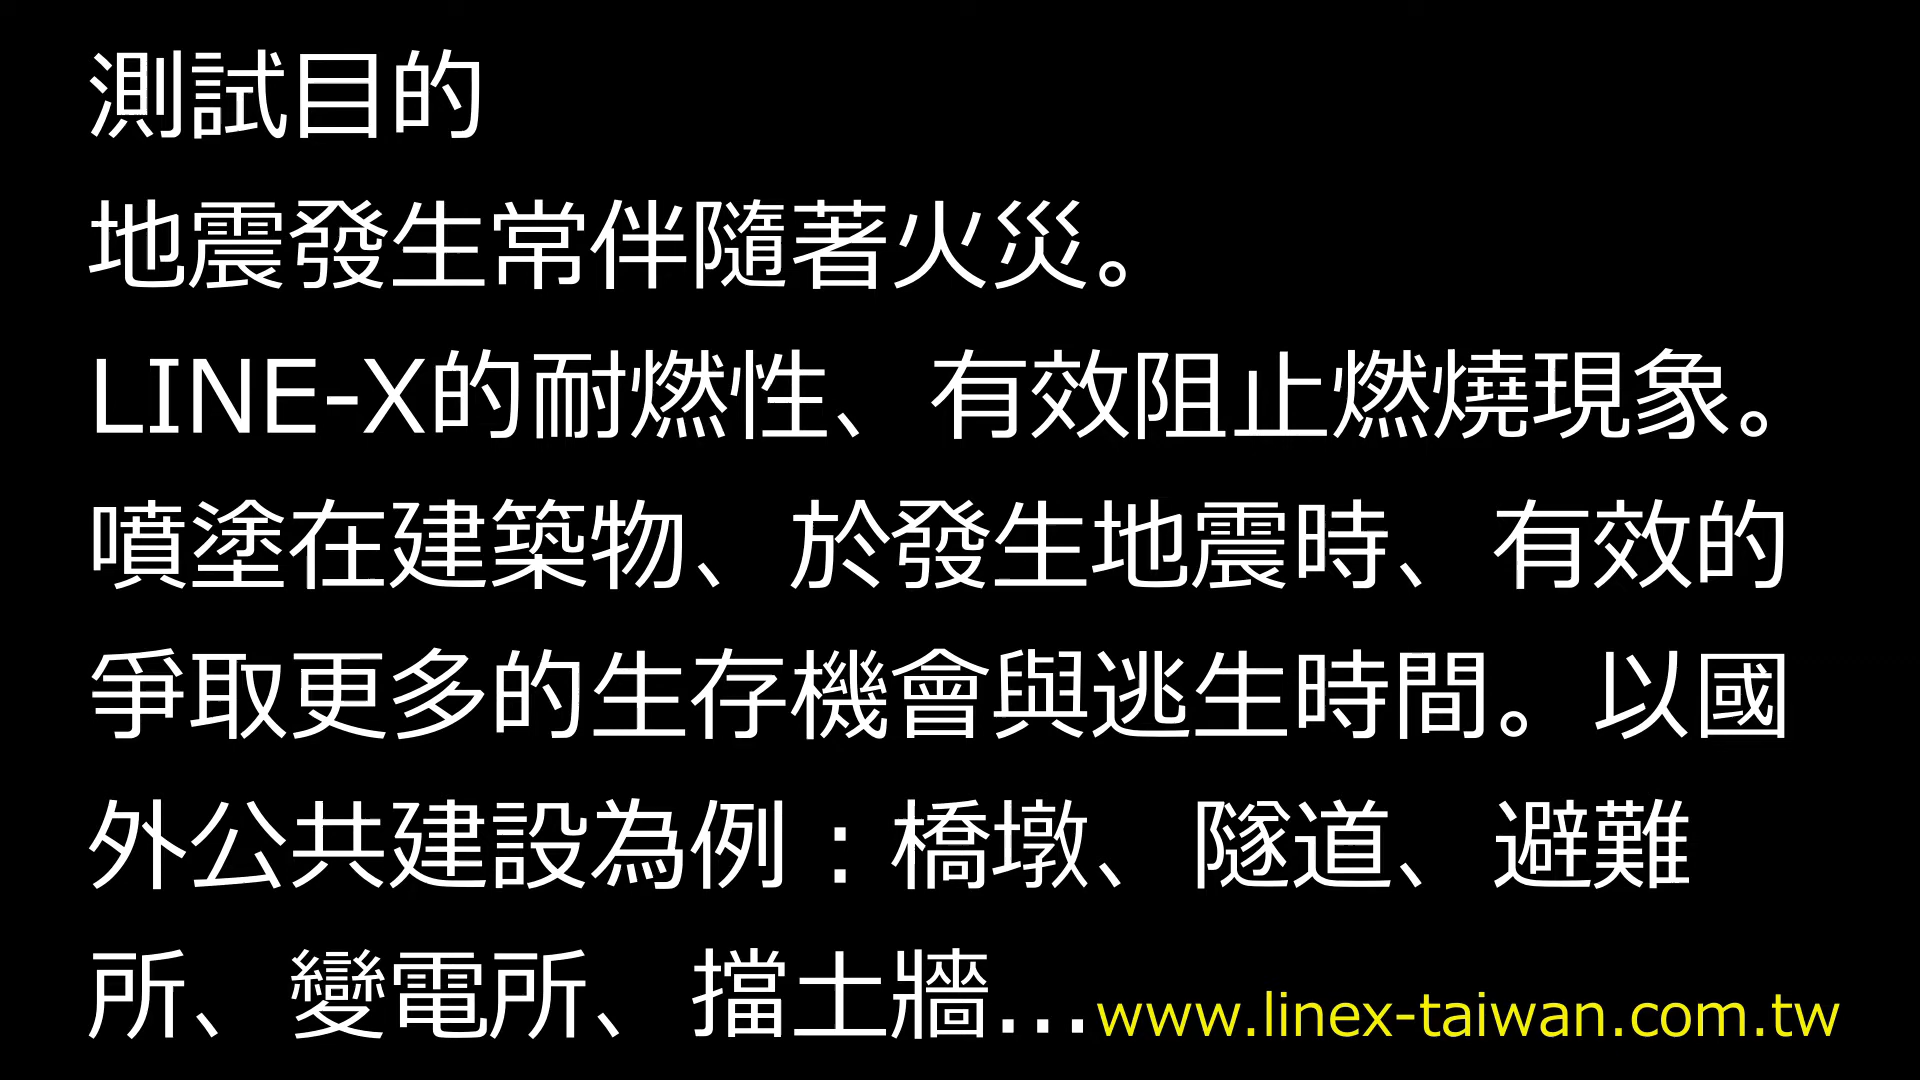 測試目的
地震發生常伴隨著火災。
LINE-X的耐燃性、有效阻止燃燒現象。
噴塗在建築物、於發生地震時、有效的
爭取更多的生存機會與逃生時間。以國
外公共建設為例：橋墩、隧道、避難
所、變電所、擋土牆...www.linex-taiwan.com.tw